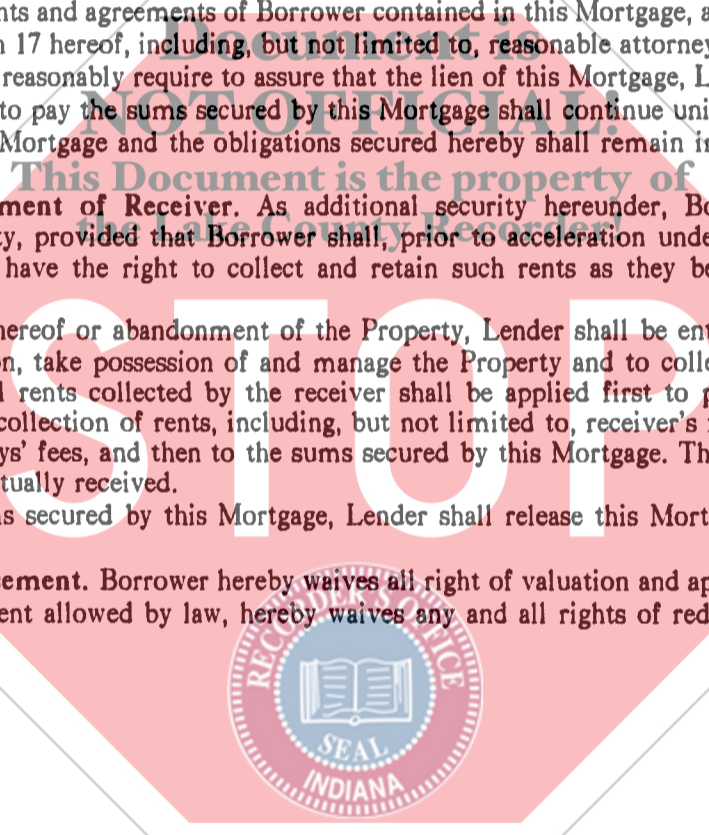 nts and agreements of Borrower contained in this Mortgage, a
Document is
n 17 hereof, including, but not limited to, reasonable attorney
reasonably require to assure that the lien of this Mortgage, L
NOT OFFICIAL!
to pay the sums secured by this Mortgage shall continue uni
Mortgage and the obligations secured hereby shall remain in
This Document is the property of
ment of Receiver. As additional security hereunder, Bo
the Lake County Recorder!
ty, provided that Borrower shall, prior to acceleration unde
have the right to collect and retain such rents as they be
STOP
hereof or abandonment of the Property, Lender shall be ent
on, take possession of and manage the Property and to colle
l rents collected by the receiver shall be applied first to p
collection of rents, including, but not limited to, receiver's
ys' fees, and then to the sums secured by this Mortgage. Th
tually received.
s secured by this Mortgage, Lender shall release this Mort
sement. Borrower hereby waives all right of valuation and ap
ent allowed by law, hereby waives any and all rights of red
RECORDER'S OFFICE
SEAL
INDIANA